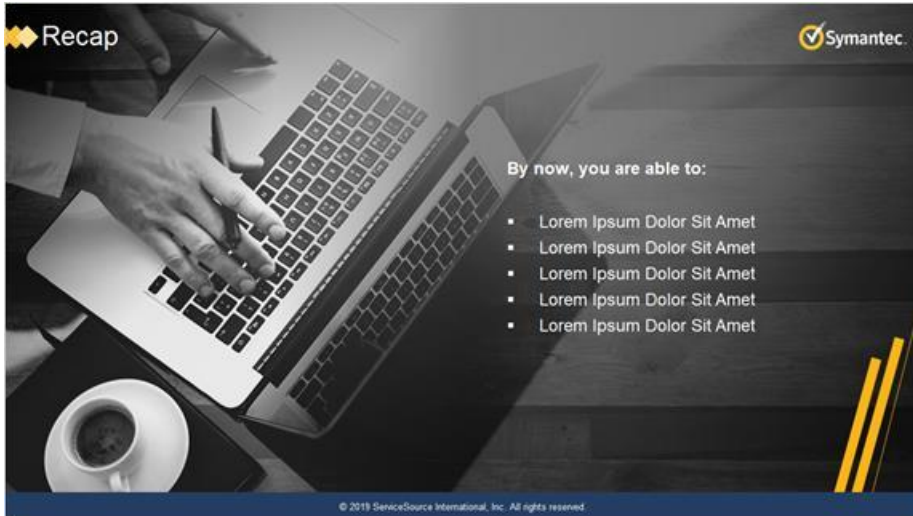 Recap
Symantec.
By now, you are able to:
Lorem Ipsum Dolor Sit Amet
Lorem Ipsum Dolor Sit Amet
Lorem Ipsum Dolor Sit Amet
Lorem Ipsum Dolor Sit Amet
Lorem Ipsum Dolor Sit Amet
© 2019 ServiceSource International, Inc. All rights reserved.